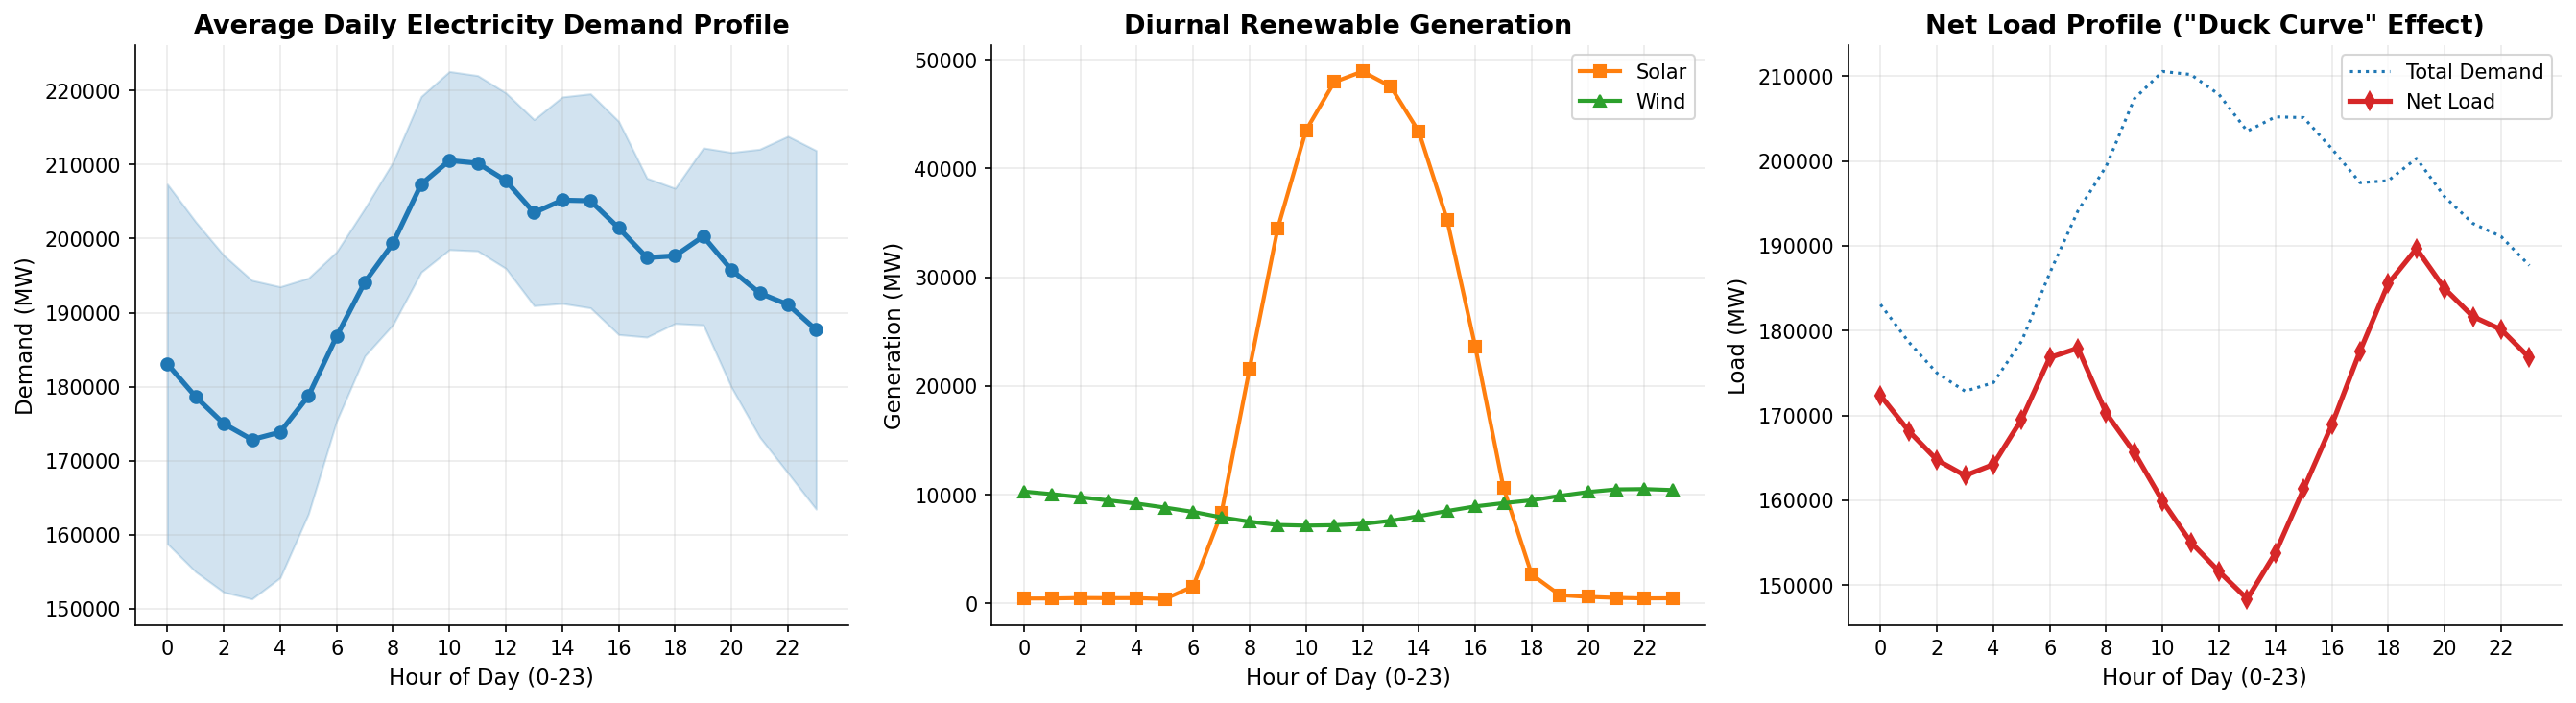 Average Daily Electricity Demand Profile
Demand (MW)
220000
210000
200000
190000
180000
170000
160000
150000
0 2 4 6 8 10 12 14 16 18 20 22
Hour of Day (0-23)
Diurnal Renewable Generation
Generation (MW)
50000
40000
30000
20000
10000
0
Solar
Wind
0 2 4 6 8 10 12 14 16 18 20 22
Hour of Day (0-23)
Net Load Profile ("Duck Curve" Effect)
Load (MW)
210000
200000
190000
180000
170000
160000
150000
Total Demand
Net Load
0 2 4 6 8 10 12 14 16 18 20 22
Hour of Day (0-23)